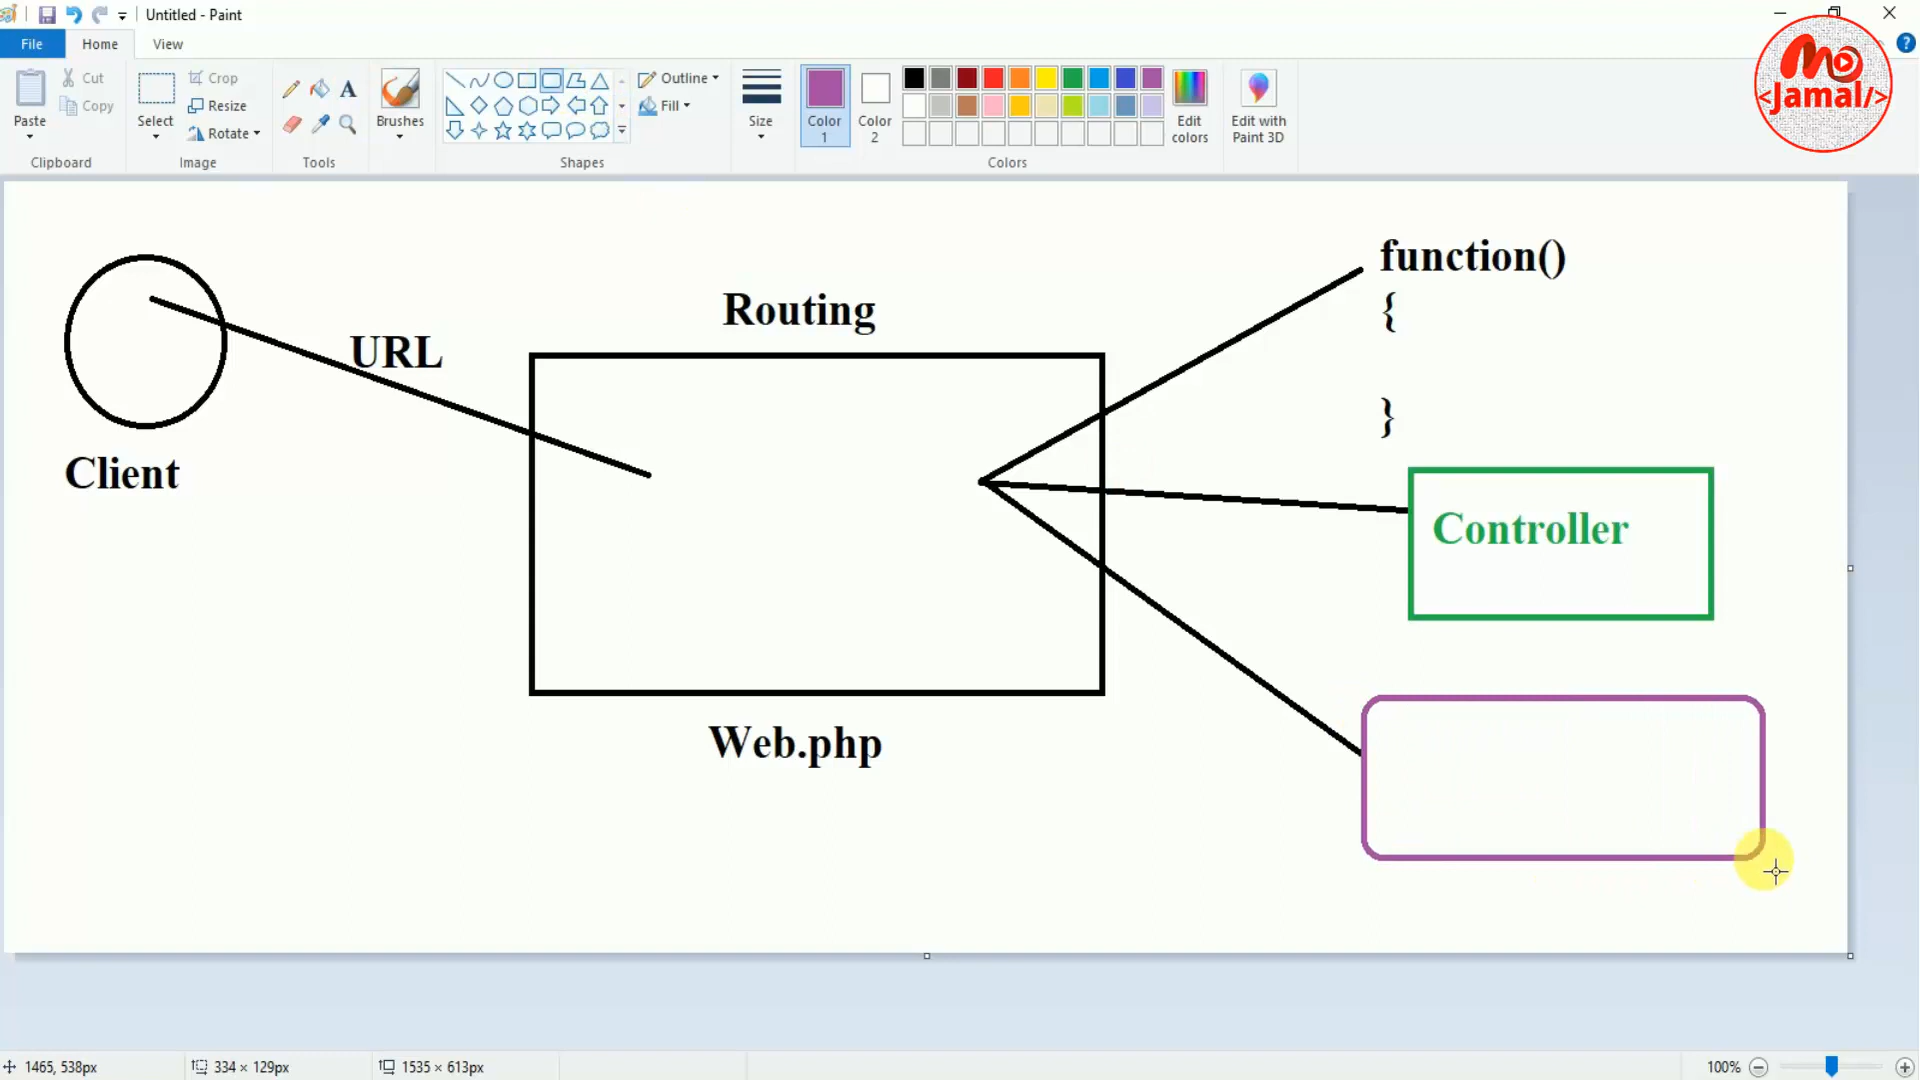 Untitled - Paint
File
Home
View
Paste
Cut
Copy
Clipboard
Select
Crop
Resize
Rotate
Image
A
Tools
Brushes
Outline
Fill
Shapes
Size
Color 1
Color 2
Edit colors
Colors
Edit with Paint 3D
?
Mo
<Jamal/>
function()
{
}
Routing
URL
Client
Controller
Web.php
1465, 538px
334 × 129px
1535 × 613px
100%